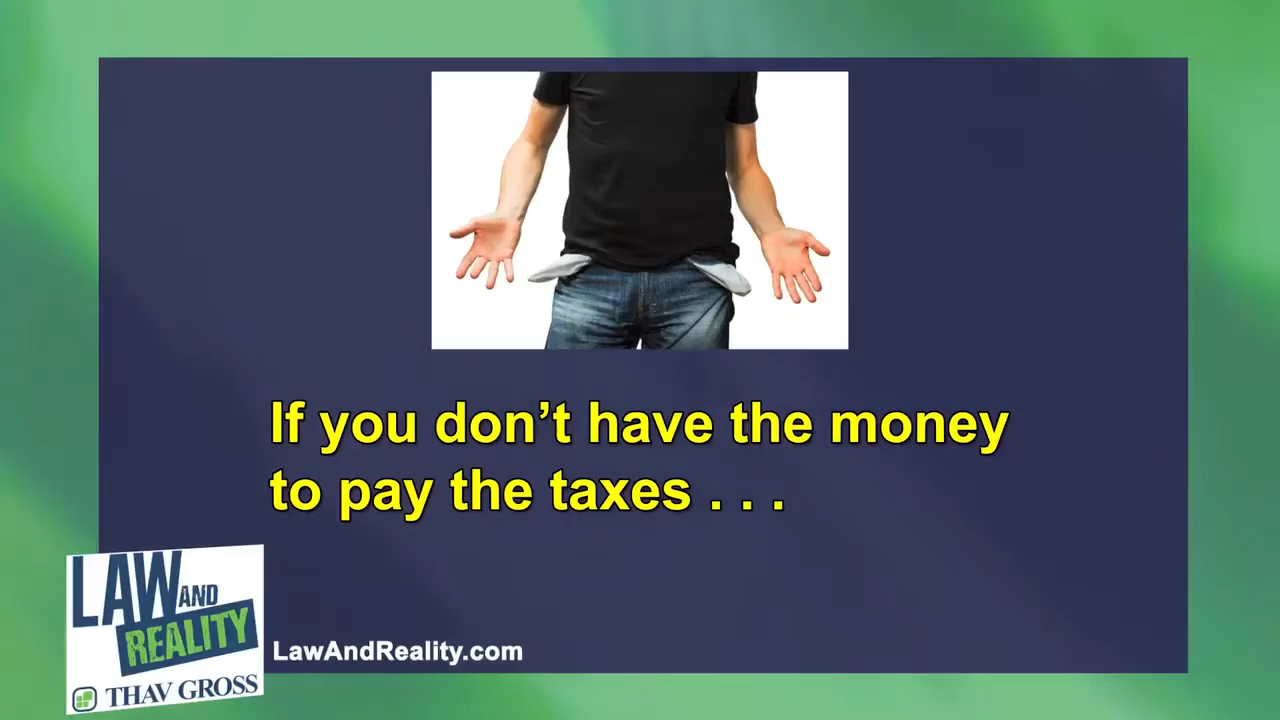 If you don’t have the money
to pay the taxes . . .
LAW AND
REALITY
THAV GROSS
LawAndReality.com